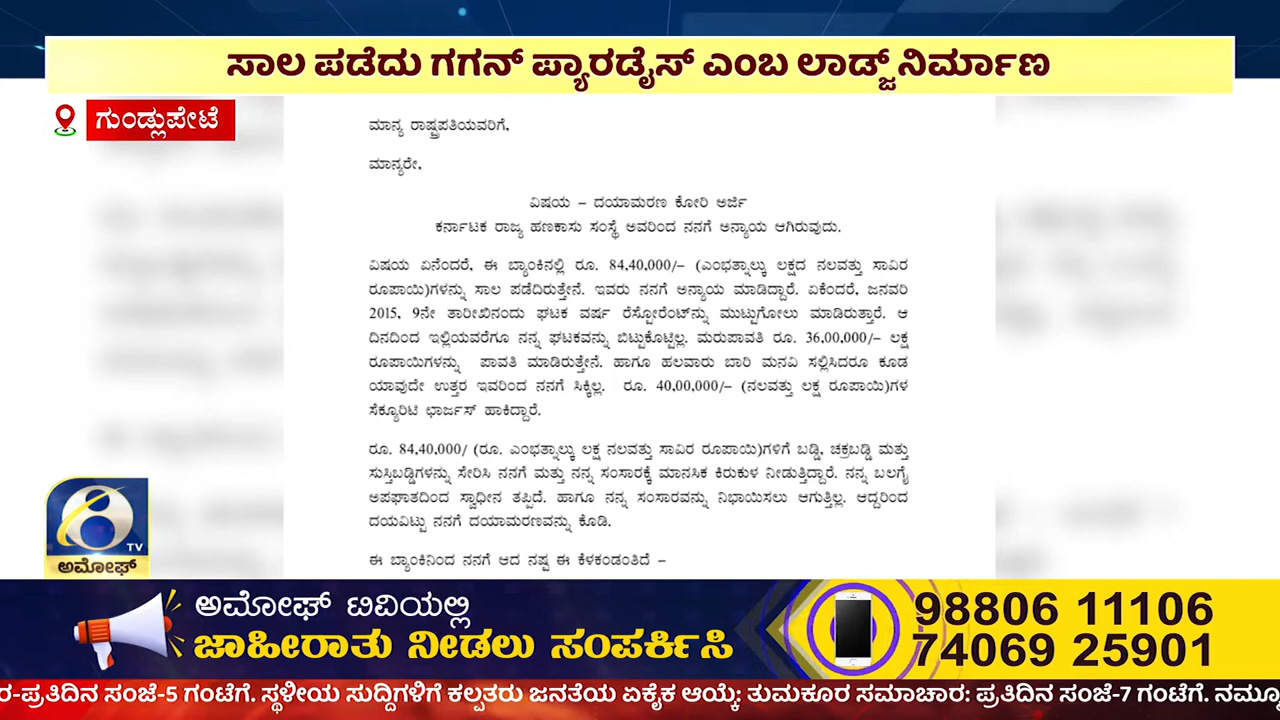 ಸಾಲ ಪಡೆದು ಗಗನ್ ಪ್ಯಾರಡೈಸ್ ಎಂಬ ಲಾಡ್ಜ್ ನಿರ್ಮಾಣ
ಗುಂಡ್ಲುಪೇಟೆ
ಮಾನ್ಯ ರಾಷ್ಟ್ರಪತಿಯವರಿಗೆ,
ಮಾನ್ಯರೇ,
ವಿಷಯ – ದಯಾಮರಣ ಕೋರಿ ಅರ್ಜಿ
ಕರ್ನಾಟಕ ರಾಜ್ಯ ಹಣಕಾಸು ಸಂಸ್ಥೆ ಅವರಿಂದ ನನಗೆ ಅನ್ಯಾಯ ಆಗಿರುವುದು.
ವಿಷಯ ಏನೆಂದರೆ, ಈ ಬ್ಯಾಂಕಿನಲ್ಲಿ ರೂ. 84,40,000/– (ಎಂಭತ್ನಾಲ್ಕು ಲಕ್ಷದ ನಲವತ್ತು ಸಾವಿರ
ರೂಪಾಯಿ)ಗಳನ್ನು ಸಾಲ ಪಡೆದಿರುತ್ತೇನೆ. ಇವರು ನನಗೆ ಅನ್ಯಾಯ ಮಾಡಿದ್ದಾರೆ. ಏಕೆಂದರೆ, ಜನವರಿ
2015, 9ನೇ ತಾರೀಖಿನಂದು ಘಟಕ ವರ್ಷ ರೆಸ್ಟೋರೆಂಟ್‌ನ್ನು ಮುಟ್ಟುಗೋಲು ಮಾಡಿರುತ್ತಾರೆ. ಆ
ದಿನದಿಂದ ಇಲ್ಲಿಯವರೆಗೂ ನನ್ನ ಘಟಕವನ್ನು ಬಿಟ್ಟುಕೊಟ್ಟಿಲ್ಲ. ಮರುಪಾವತಿ ರೂ. 36,00,000/– ಲಕ್ಷ
ರೂಪಾಯಿಗಳನ್ನು ಪಾವತಿ ಮಾಡಿರುತ್ತೇನೆ. ಹಾಗೂ ಹಲವಾರು ಬಾರಿ ಮನವಿ ಸಲ್ಲಿಸಿದರೂ ಕೂಡ
ಯಾವುದೇ ಉತ್ತರ ಇವರಿಂದ ನನಗೆ ಸಿಕ್ಕಿಲ್ಲ. ರೂ. 40,00,000/– (ನಲವತ್ತು ಲಕ್ಷ ರೂಪಾಯಿ)ಗಳ
ಸೆಕ್ಯೂರಿಟಿ ಛಾರ್ಜಸ್ ಹಾಕಿದ್ದಾರೆ.
ರೂ. 84,40,000/ (ರೂ. ಎಂಭತ್ನಾಲ್ಕು ಲಕ್ಷ ನಲವತ್ತು ಸಾವಿರ ರೂಪಾಯಿ)ಗಳಿಗೆ ಬಡ್ಡಿ, ಚಕ್ರಬಡ್ಡಿ ಮತ್ತು
ಸುಸ್ತಿಬಡ್ಡಿಗಳನ್ನು ಸೇರಿಸಿ ನನಗೆ ಮತ್ತು ನನ್ನ ಸಂಸಾರಕ್ಕೆ ಮಾನಸಿಕ ಕಿರುಕುಳ ನೀಡುತ್ತಿದ್ದಾರೆ. ನನ್ನ ಬಲಗೈ
ಅಪಘಾತದಿಂದ ಸ್ವಾಧೀನ ತಪ್ಪಿದೆ. ಹಾಗೂ ನನ್ನ ಸಂಸಾರವನ್ನು ನಿಭಾಯಿಸಲು ಆಗುತ್ತಿಲ್ಲ. ಆದ್ದರಿಂದ
ದಯವಿಟ್ಟು ನನಗೆ ದಯಾಮರಣವನ್ನು ಕೊಡಿ.
ಈ ಬ್ಯಾಂಕಿನಿಂದ ನನಗೆ ಆದ ನಷ್ಟ ಈ ಕೆಳಕಂಡಂತಿದೆ –
TV
ಅಮೋಘ್
ಅಮೋಘ್ ಟಿವಿಯಲ್ಲಿ
ಜಾಹೀರಾತು ನೀಡಲು ಸಂಪರ್ಕಿಸಿ
98806 11106
74069 25901
ರ-ಪ್ರತಿದಿನ ಸಂಜೆ-5 ಗಂಟೆಗೆ. ಸ್ಥಳೀಯ ಸುದ್ದಿಗಳಿಗೆ ಕಲ್ಪತರು ಜನತೆಯ ಏಕೈಕ ಆಯ್ಕೆ: ತುಮಕೂರ ಸಮಾಚಾರ: ಪ್ರತಿದಿನ ಸಂಜೆ-7 ಗಂಟೆಗೆ.